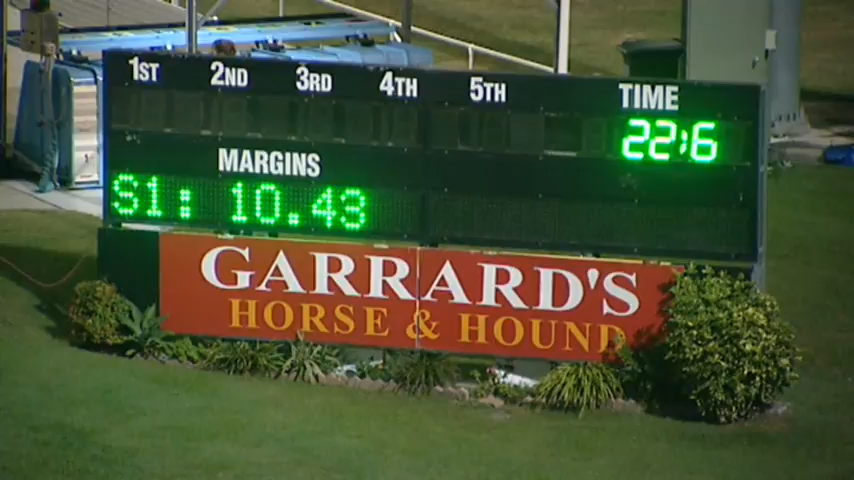 1ST 2ND 3RD 4TH 5TH TIME
22:6
MARGINS
S1: 10.43
GARRARD'S
HORSE & HOUND